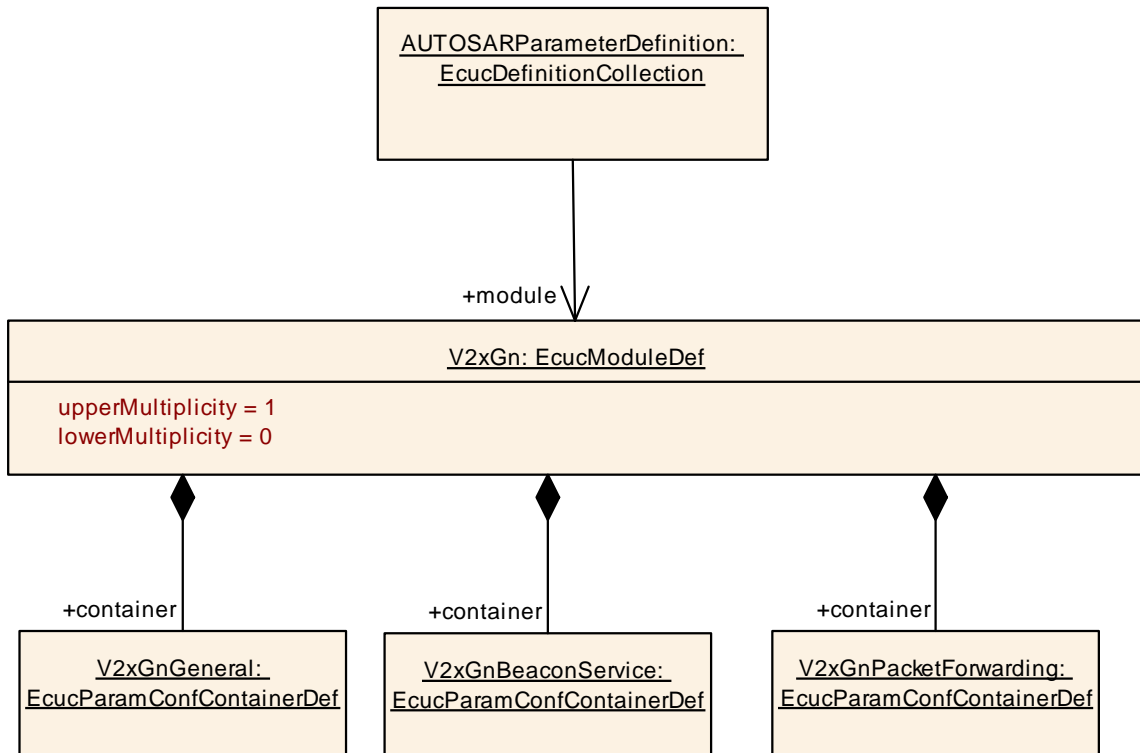 AUTOSARParameterDefinition:
EcucDefinitionCollection
+module
V2xGn: EcucModuleDef
upperMultiplicity = 1
lowerMultiplicity = 0
+container
+container
+container
V2xGnGeneral:
EcucParamConfContainerDef
V2xGnBeaconService:
EcucParamConfContainerDef
V2xGnPacketForwarding:
EcucParamConfContainerDef